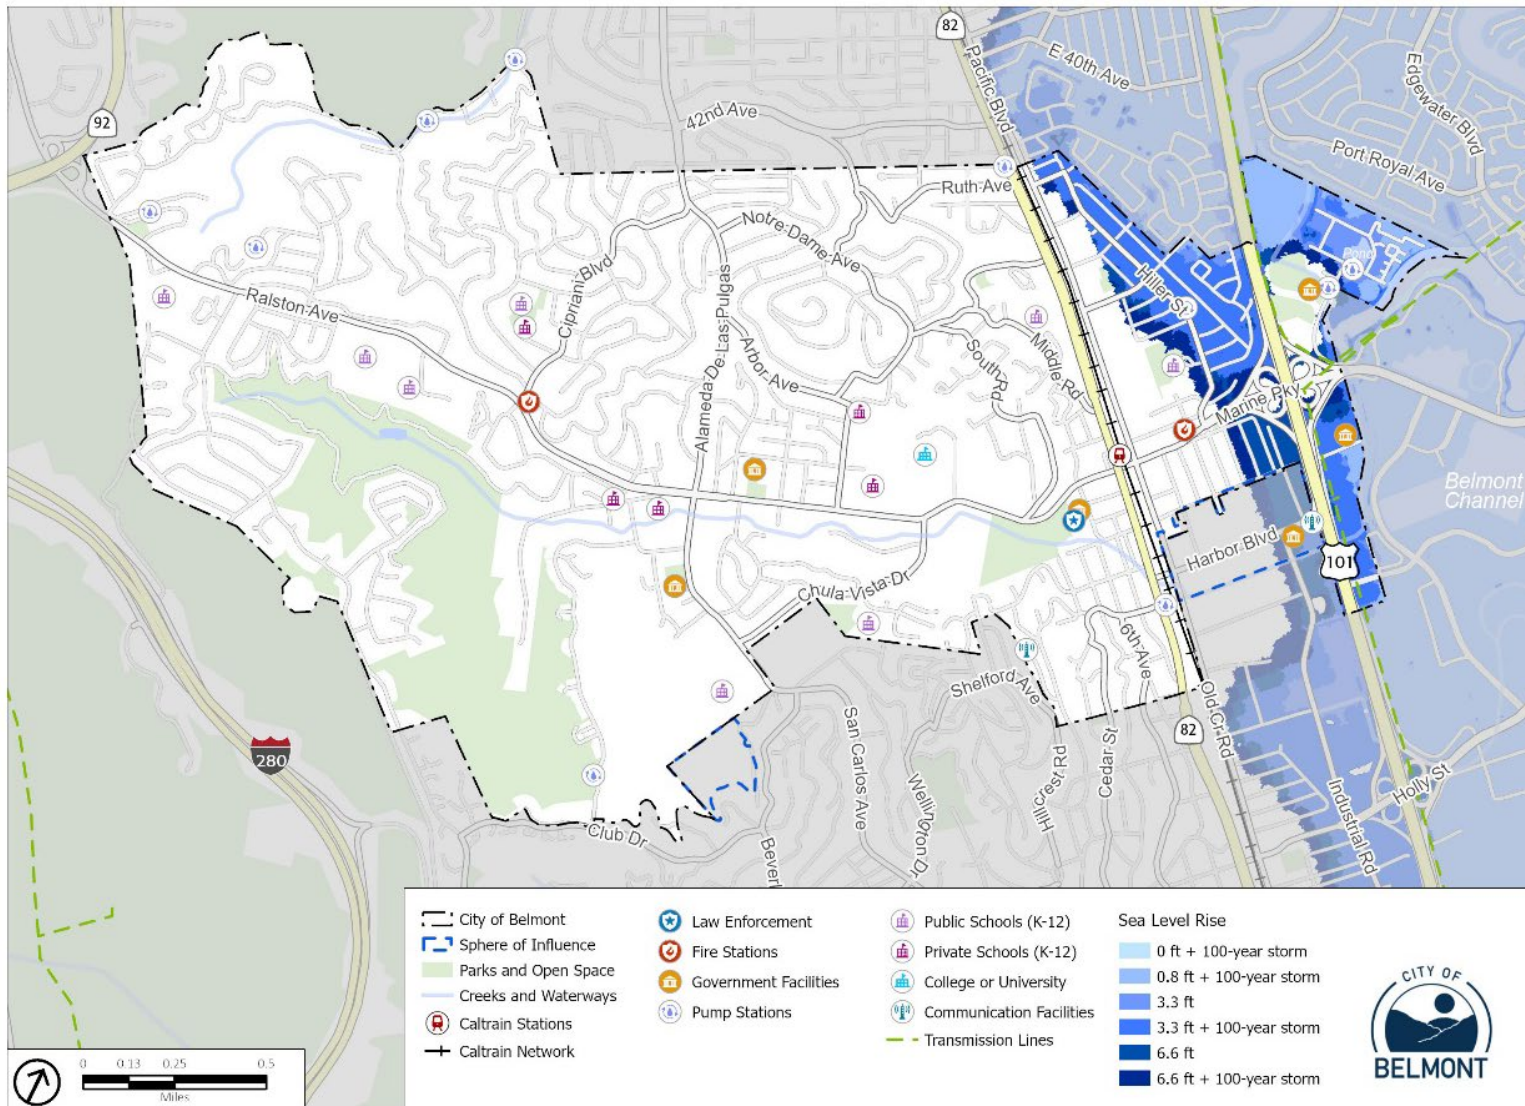 82
Pacific Blvd
E 40th Ave
Edgewater Blvd
92
42nd Ave
Port Royal Ave
Ruth Ave
Notre Dame Ave
Pond
Cipriani Blvd
Hiller St
Ralston Ave
Alameda De Las Pulgas
Arbor Ave
South Rd
Middle Rd
Marine Pky
Belmont
Channel
Harbor Blvd
101
Chula Vista Dr
6th Ave
Shelford Ave
Old Cr Rd
82
280
San Carlos Ave
Wellington Dr
Hillcrest Rd
Cedar St
Industrial Rd
Holly St
Club Dr
Beverl
City of Belmont
Sphere of Influence
Parks and Open Space
Creeks and Waterways
Caltrain Stations
Caltrain Network
Law Enforcement
Fire Stations
Government Facilities
Pump Stations
Public Schools (K-12)
Private Schools (K-12)
College or University
Communication Facilities
Transmission Lines
Sea Level Rise
0 ft + 100-year storm
0.8 ft + 100-year storm
3.3 ft
3.3 ft + 100-year storm
6.6 ft
6.6 ft + 100-year storm
CITY OF
BELMONT
0 0.13 0.25 0.5
Miles